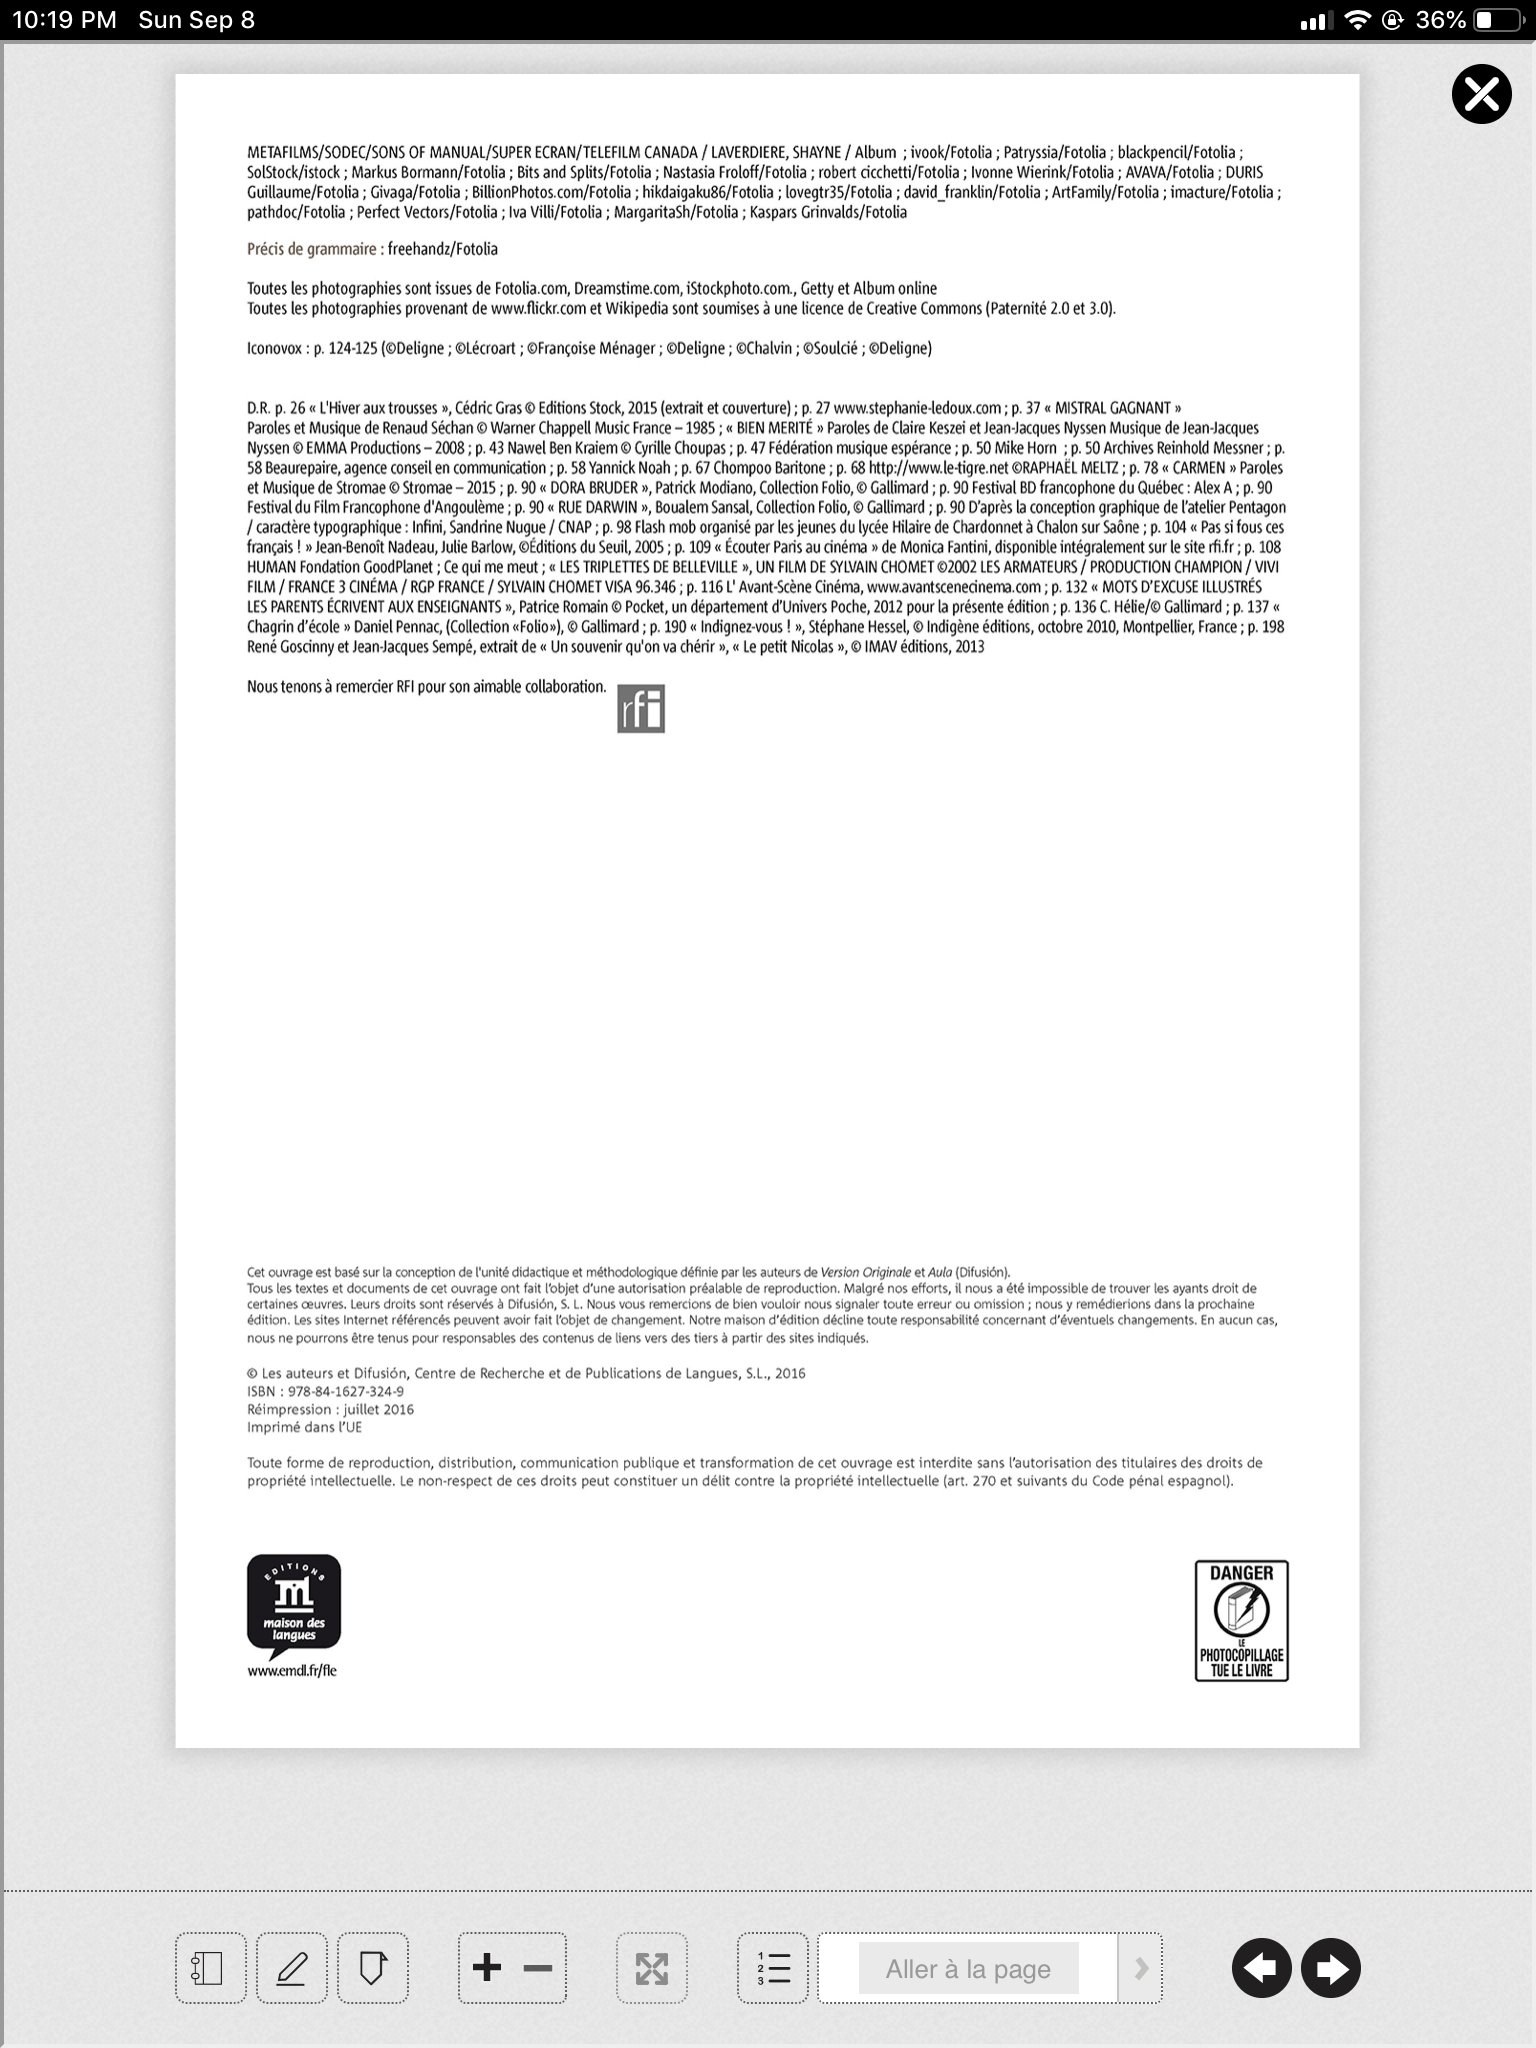 10:19 PM Sun Sep 8
36%
METAFILMS/SODEC/SONS OF MANUAL/SUPER ECRAN/TELEFILM CANADA / LAVERDIERE, SHAYNE / Album ; ivook/Fotolia ; Patryssia/Fotolia ; blackpencil/Fotolia ;
SolStock/istock ; Markus Bormann/Fotolia ; Bits and Splits/Fotolia ; Nastasia Froloff/Fotolia ; robert cicchetti/Fotolia ; Ivonne Wierink/Fotolia ; AVAVA/Fotolia ; DURIS
Guillaume/Fotolia ; Givaga/Fotolia ; BillionPhotos.com/Fotolia ; hikdaigaku86/Fotolia ; lovegtr35/Fotolia ; david_franklin/Fotolia ; ArtFamily/Fotolia ; imacture/Fotolia ;
pathdoc/Fotolia ; Perfect Vectors/Fotolia ; Iva Villi/Fotolia ; MargaritaSh/Fotolia ; Kaspars Grinvalds/Fotolia
Précis de grammaire : freehandz/Fotolia
Toutes les photographies sont issues de Fotolia.com, Dreamstime.com, iStockphoto.com., Getty et Album online
Toutes les photographies provenant de www.flickr.com et Wikipedia sont soumises à une licence de Creative Commons (Paternité 2.0 et 3.0).
Iconovox : p. 124-125 (©Deligne ; ©Lécroart ; ©Françoise Ménager ; ©Deligne ; ©Chalvin ; ©Soulcié ; ©Deligne)
D.R. p. 26 « L'Hiver aux trousses », Cédric Gras © Editions Stock, 2015 (extrait et couverture) ; p. 27 www.stephanie-ledoux.com ; p. 37 « MISTRAL GAGNANT »
Paroles et Musique de Renaud Séchan © Warner Chappell Music France – 1985 ; « BIEN MERITÉ » Paroles de Claire Keszei et Jean-Jacques Nyssen Musique de Jean-Jacques
Nyssen © EMMA Productions – 2008 ; p. 43 Nawel Ben Kraiem © Cyrille Choupas ; p. 47 Fédération musique espérance ; p. 50 Mike Horn ; p. 50 Archives Reinhold Messner ; p.
58 Beaurepaire, agence conseil en communication ; p. 58 Yannick Noah ; p. 67 Chompoo Baritone ; p. 68 http://www.le-tigre.net ©RAPHAËL MELTZ ; p. 78 « CARMEN » Paroles
et Musique de Stromae © Stromae – 2015 ; p. 90 « DORA BRUDER », Patrick Modiano, Collection Folio, © Gallimard ; p. 90 Festival BD francophone du Québec : Alex A ; p. 90
Festival du Film Francophone d'Angoulème ; p. 90 « RUE DARWIN », Boualem Sansal, Collection Folio, © Gallimard ; p. 90 D'après la conception graphique de l'atelier Pentagon
/ caractère typographique : Infini, Sandrine Nugue / CNAP ; p. 98 Flash mob organisé par les jeunes du lycée Hilaire de Chardonnet à Chalon sur Saône ; p. 104 « Pas si fous ces
français ! » Jean-Benoît Nadeau, Julie Barlow, ©Éditions du Seuil, 2005 ; p. 109 « Écouter Paris au cinéma » de Monica Fantini, disponible intégralement sur le site rfi.fr ; p. 108
HUMAN Fondation GoodPlanet ; Ce qui me meut ; « LES TRIPLETTES DE BELLEVILLE », UN FILM DE SYLVAIN CHOMET ©2002 LES ARMATEURS / PRODUCTION CHAMPION / VIVI
FILM / FRANCE 3 CINÉMA / RGP FRANCE / SYLVAIN CHOMET VISA 96.346 ; p. 116 L' Avant-Scène Cinéma, www.avantscenecinema.com ; p. 132 « MOTS D'EXCUSE ILLUSTRÉS
LES PARENTS ÉCRIVENT AUX ENSEIGNANTS », Patrice Romain © Pocket, un département d'Univers Poche, 2012 pour la présente édition ; p. 136 C. Hélie/© Gallimard ; p. 137 «
Chagrin d'école » Daniel Pennac, (Collection «Folio»), © Gallimard ; p. 190 « Indignez-vous ! », Stéphane Hessel, © Indigène éditions, octobre 2010, Montpellier, France ; p. 198
René Goscinny et Jean-Jacques Sempé, extrait de « Un souvenir qu'on va chérir », « Le petit Nicolas », © IMAV éditions, 2013
Nous tenons à remercier RFI pour son aimable collaboration.
rfi
Cet ouvrage est basé sur la conception de l'unité didactique et méthodologique définie par les auteurs de Version Originale et Aula (Difusión).
Tous les textes et documents de cet ouvrage ont fait l'objet d'une autorisation préalable de reproduction. Malgré nos efforts, il nous a été impossible de trouver les ayants droit de
certaines œuvres. Leurs droits sont réservés à Difusión, S. L. Nous vous remercions de bien vouloir nous signaler toute erreur ou omission ; nous y remédierions dans la prochaine
édition. Les sites Internet référencés peuvent avoir fait l'objet de changement. Notre maison d'édition décline toute responsabilité concernant d'éventuels changements. En aucun cas,
nous ne pourrons être tenus pour responsables des contenus de liens vers des tiers à partir des sites indiqués.
© Les auteurs et Difusión, Centre de Recherche et de Publications de Langues, S.L., 2016
ISBN : 978-84-1627-324-9
Réimpression : juillet 2016
Imprimé dans l'UE
Toute forme de reproduction, distribution, communication publique et transformation de cet ouvrage est interdite sans l'autorisation des titulaires des droits de
propriété intellectuelle. Le non-respect de ces droits peut constituer un délit contre la propriété intellectuelle (art. 270 et suivants du Code pénal espagnol).
EDITIONS
m
maison des
langues
www.emdl.fr/fle
DANGER
LE
PHOTOCOPILLAGE
TUE LE LIVRE
1
2
3
Aller à la page